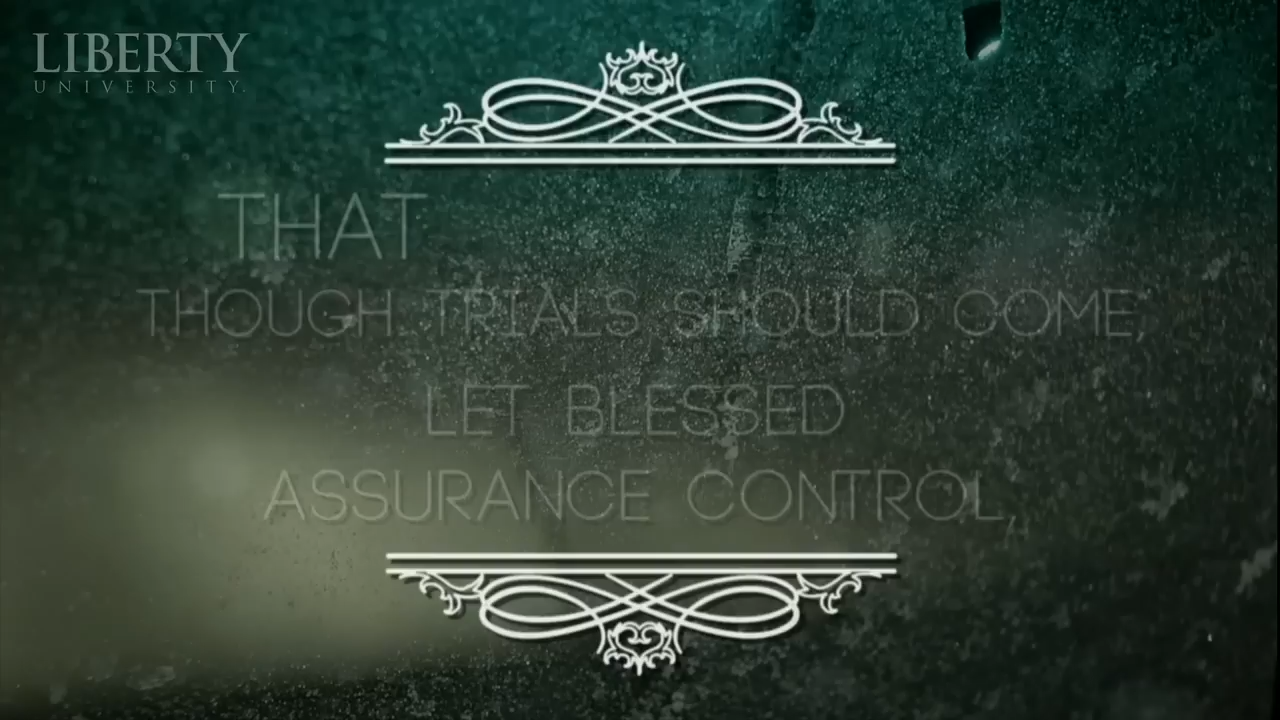 LIBERTY
UNIVERSITY.
THAT
THOUGH TRIALS SHOULD COME,
LET BLESSED
ASSURANCE CONTROL,